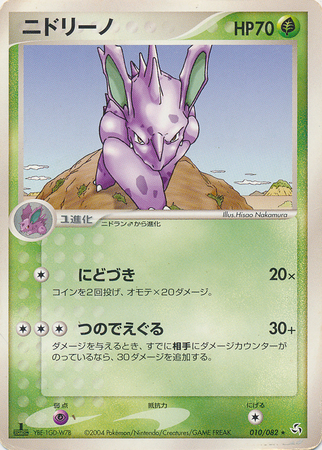 ニドリーノ HP70
Illus. Hisao Nakamura
1進化
ニドラン♂から進化
にどづき 20×
コインを2回投げ、オモテ×20ダメージ。
つのでえぐる 30+
ダメージを与えるとき、すでに相手にダメージカウンター
がのっているなら、30ダメージを追加する。
弱点 抵抗力 にげる
1 EDITION YBE-1G0-W7B ©2004 Pokémon/Nintendo/Creatures/GAME FREAK. 010/082 ★